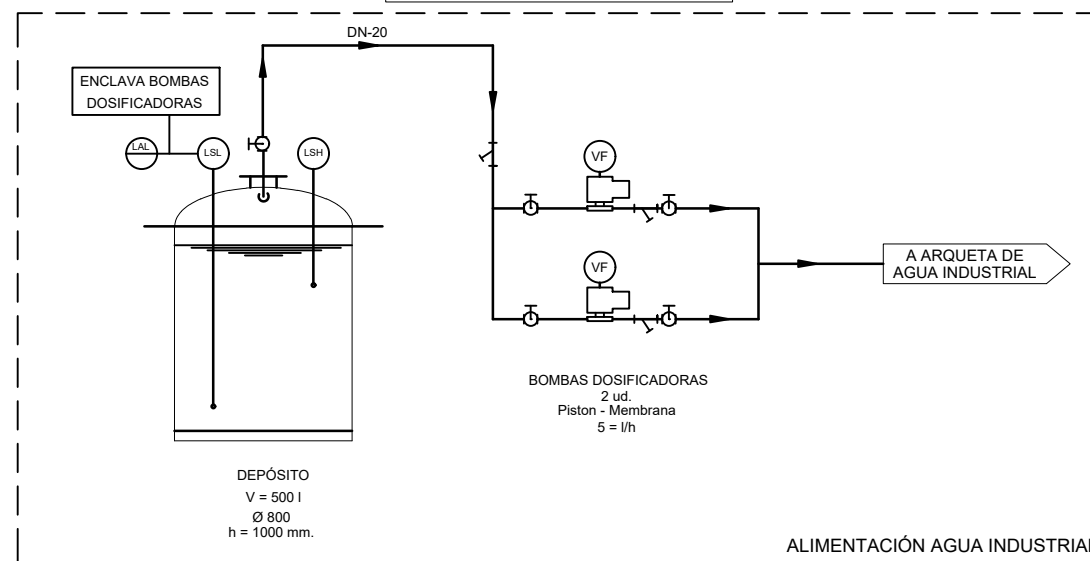 DN-20
ENCLAVA BOMBAS
DOSIFICADORAS
LAL
LSL
LSH
VF
VF
A ARQUETA DE
AGUA INDUSTRIAL
BOMBAS DOSIFICADORAS
2 ud.
Piston - Membrana
5 = l/h
DEPÓSITO
V = 500 l
Ø 800
h = 1000 mm.
ALIMENTACIÓN AGUA INDUSTRIAL